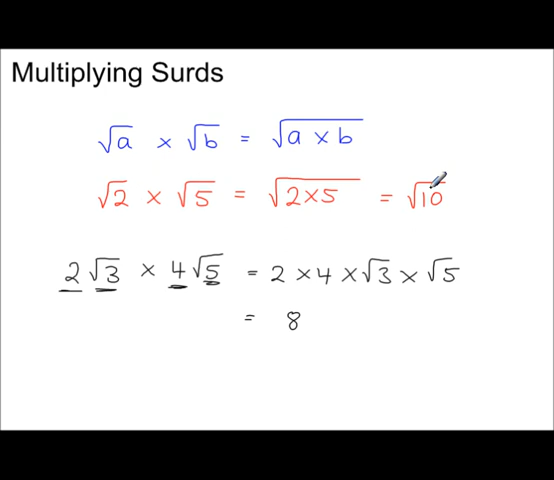 Multiplying Surds
√a × √b = √a × b
√2 × √5 = √2×5 = √10
2√3 × 4√5 = 2 × 4 × √3 × √5
= 8